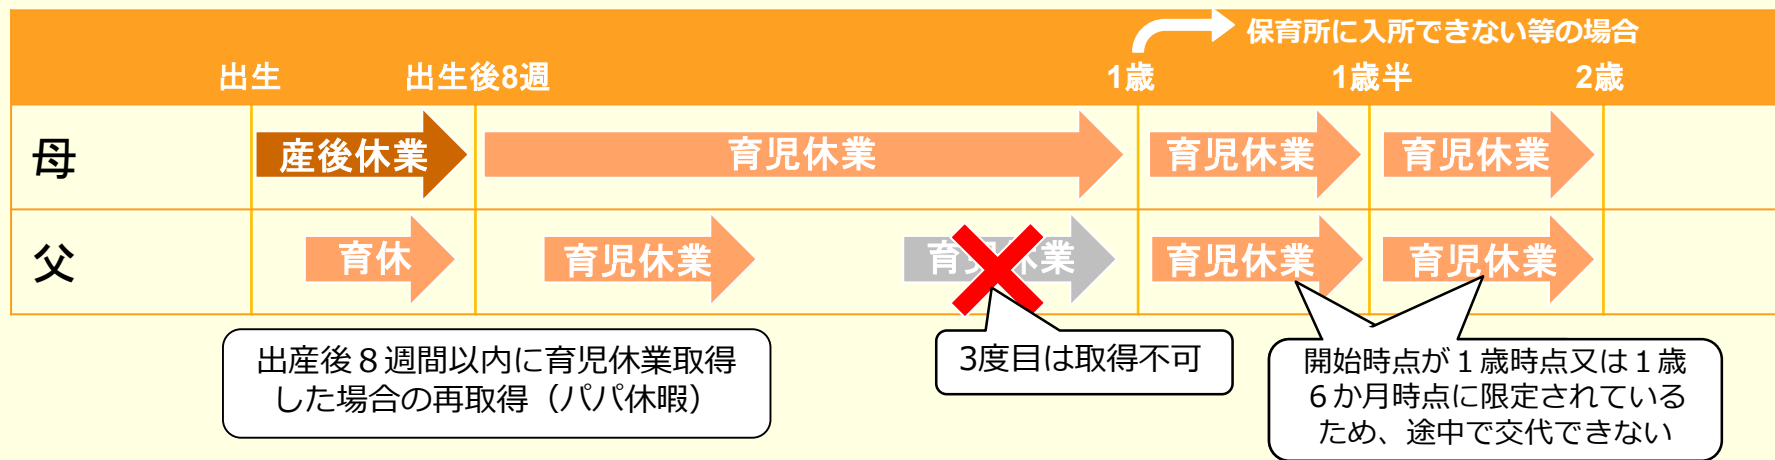 保育所に入所できない等の場合
出生
出生後8週
1歳
1歳半
2歳
母
産後休業
育児休業
育児休業
育児休業
父
育休
育児休業
育児休業
育児休業
育児休業
出産後８週間以内に育児休業取得
した場合の再取得（パパ休暇）
3度目は取得不可
開始時点が１歳時点又は１歳
６か月時点に限定されている
ため、途中で交代できない